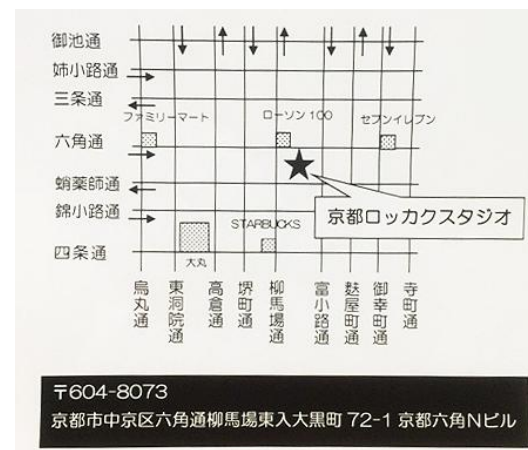 御池通
姉小路通
三条通
ファミリーマート
ローソン100
セブンイレブン
六角通
蛸薬師通
錦小路通
京都ロッカクスタジオ
STARBUCKS
四条通
大丸
烏丸通
東洞院通
高倉通
堺町通
柳馬場通
富小路通
麩屋町通
御幸町通
寺町通
〒604-8073
京都市中京区六角通柳馬場東入大黒町 72-1 京都六角Nビル